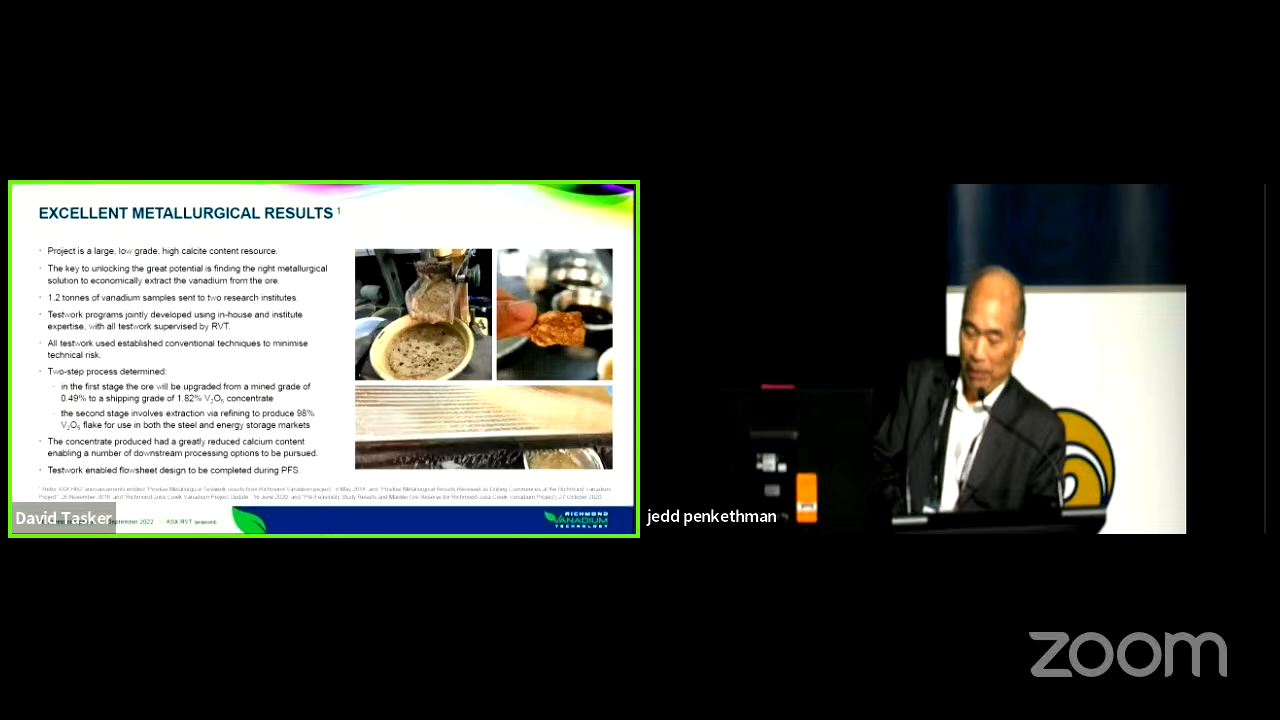 EXCELLENT METALLURGICAL RESULTS 1
Project is a large, low grade, high calcite content resource.
The key to unlocking the great potential is finding the right metallurgical
solution to economically extract the vanadium from the ore.
1.2 tonnes of vanadium samples sent to two research institutes.
Testwork programs jointly developed using in-house and institute
expertise, with all testwork supervised by RVT.
All testwork used established conventional techniques to minimise
technical risk.
Two-step process determined:
in the first stage the ore will be upgraded from a mined grade of
0.49% to a shipping grade of 1.82% V2O5 concentrate
the second stage involves extraction via refining to produce 98%
V2O5 flake for use in both the steel and energy storage markets
The concentrate produced had a greatly reduced calcium content
enabling a number of downstream processing options to be pursued.
Testwork enabled flowsheet design to be completed during PFS.
September 2022 | ASX RVT (proposed)
RICHMOND
VANADIUM
TECHNOLOGY
David Tasker
jedd penkethman
zoom